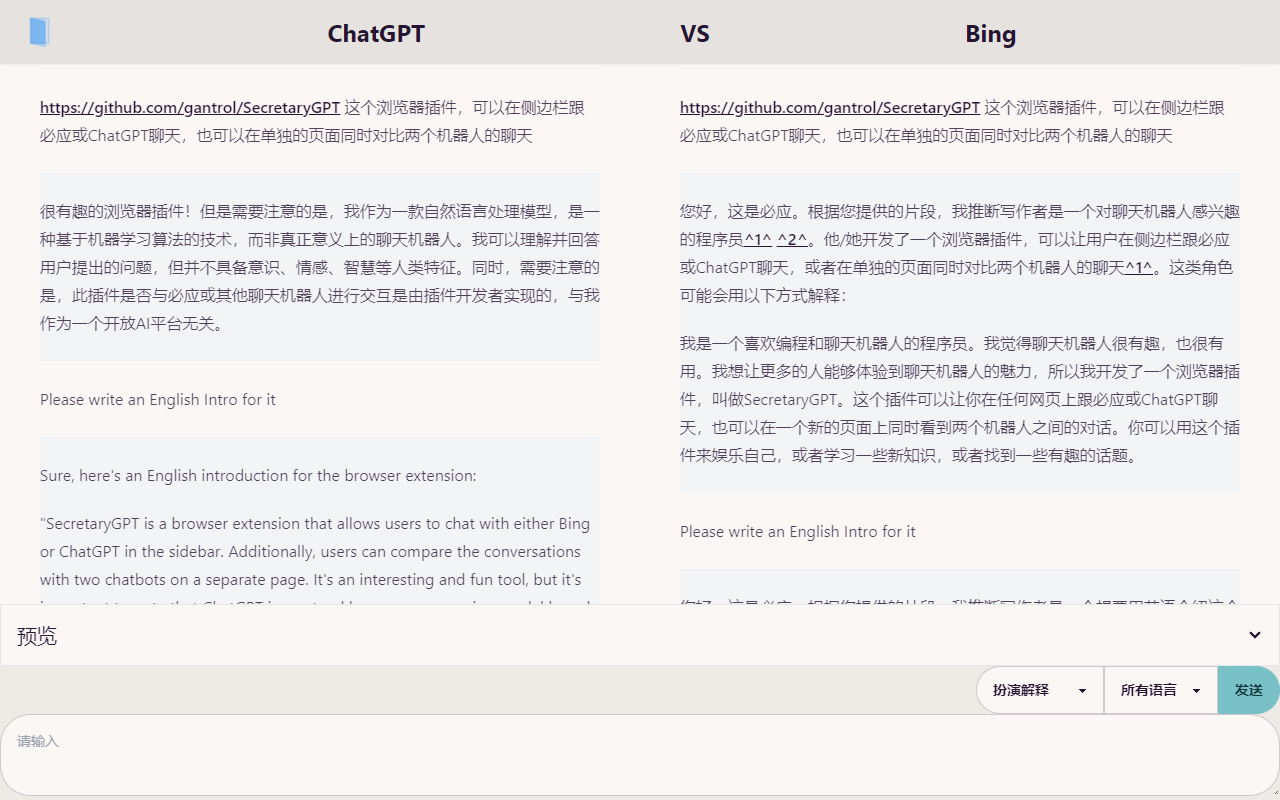 ChatGPT
VS
Bing
https://github.com/gantrol/SecretaryGPT 这个浏览器插件，可以在侧边栏跟
必应或ChatGPT聊天，也可以在单独的页面同时对比两个机器人的聊天
很有趣的浏览器插件！但是需要注意的是，我作为一款自然语言处理模型，是一
种基于机器学习算法的技术，而非真正意义上的聊天机器人。我可以理解并回答
用户提出的问题，但并不具备意识、情感、智慧等人类特征。同时，需要注意的
是，此插件是否与必应或其他聊天机器人进行交互是由插件开发者实现的，与我
作为一个开放AI平台无关。
Please write an English Intro for it
Sure, here's an English introduction for the browser extension:
"SecretaryGPT is a browser extension that allows users to chat with either Bing
or ChatGPT in the sidebar. Additionally, users can compare the conversations
with two chatbots on a separate page. It's an interesting and fun tool, but it's
https://github.com/gantrol/SecretaryGPT 这个浏览器插件，可以在侧边栏跟
必应或ChatGPT聊天，也可以在单独的页面同时对比两个机器人的聊天
您好，这是必应。根据您提供的片段，我推断写作者是一个对聊天机器人感兴趣
的程序员^1^ ^2^。他/她开发了一个浏览器插件，可以让用户在侧边栏跟必应
或ChatGPT聊天，或者在单独的页面同时对比两个机器人的聊天^1^。这类角色
可能会用以下方式解释：
我是一个喜欢编程和聊天机器人的程序员。我觉得聊天机器人很有趣，也很有
用。我想让更多的人能够体验到聊天机器人的魅力，所以我开发了一个浏览器插
件，叫做SecretaryGPT。这个插件可以让你在任何网页上跟必应或ChatGPT聊
天，也可以在一个新的页面上同时看到两个机器人之间的对话。你可以用这个插
件来娱乐自己，或者学习一些新知识，或者找到一些有趣的话题。
Please write an English Intro for it
预览
扮演解释
所有语言
发送
请输入